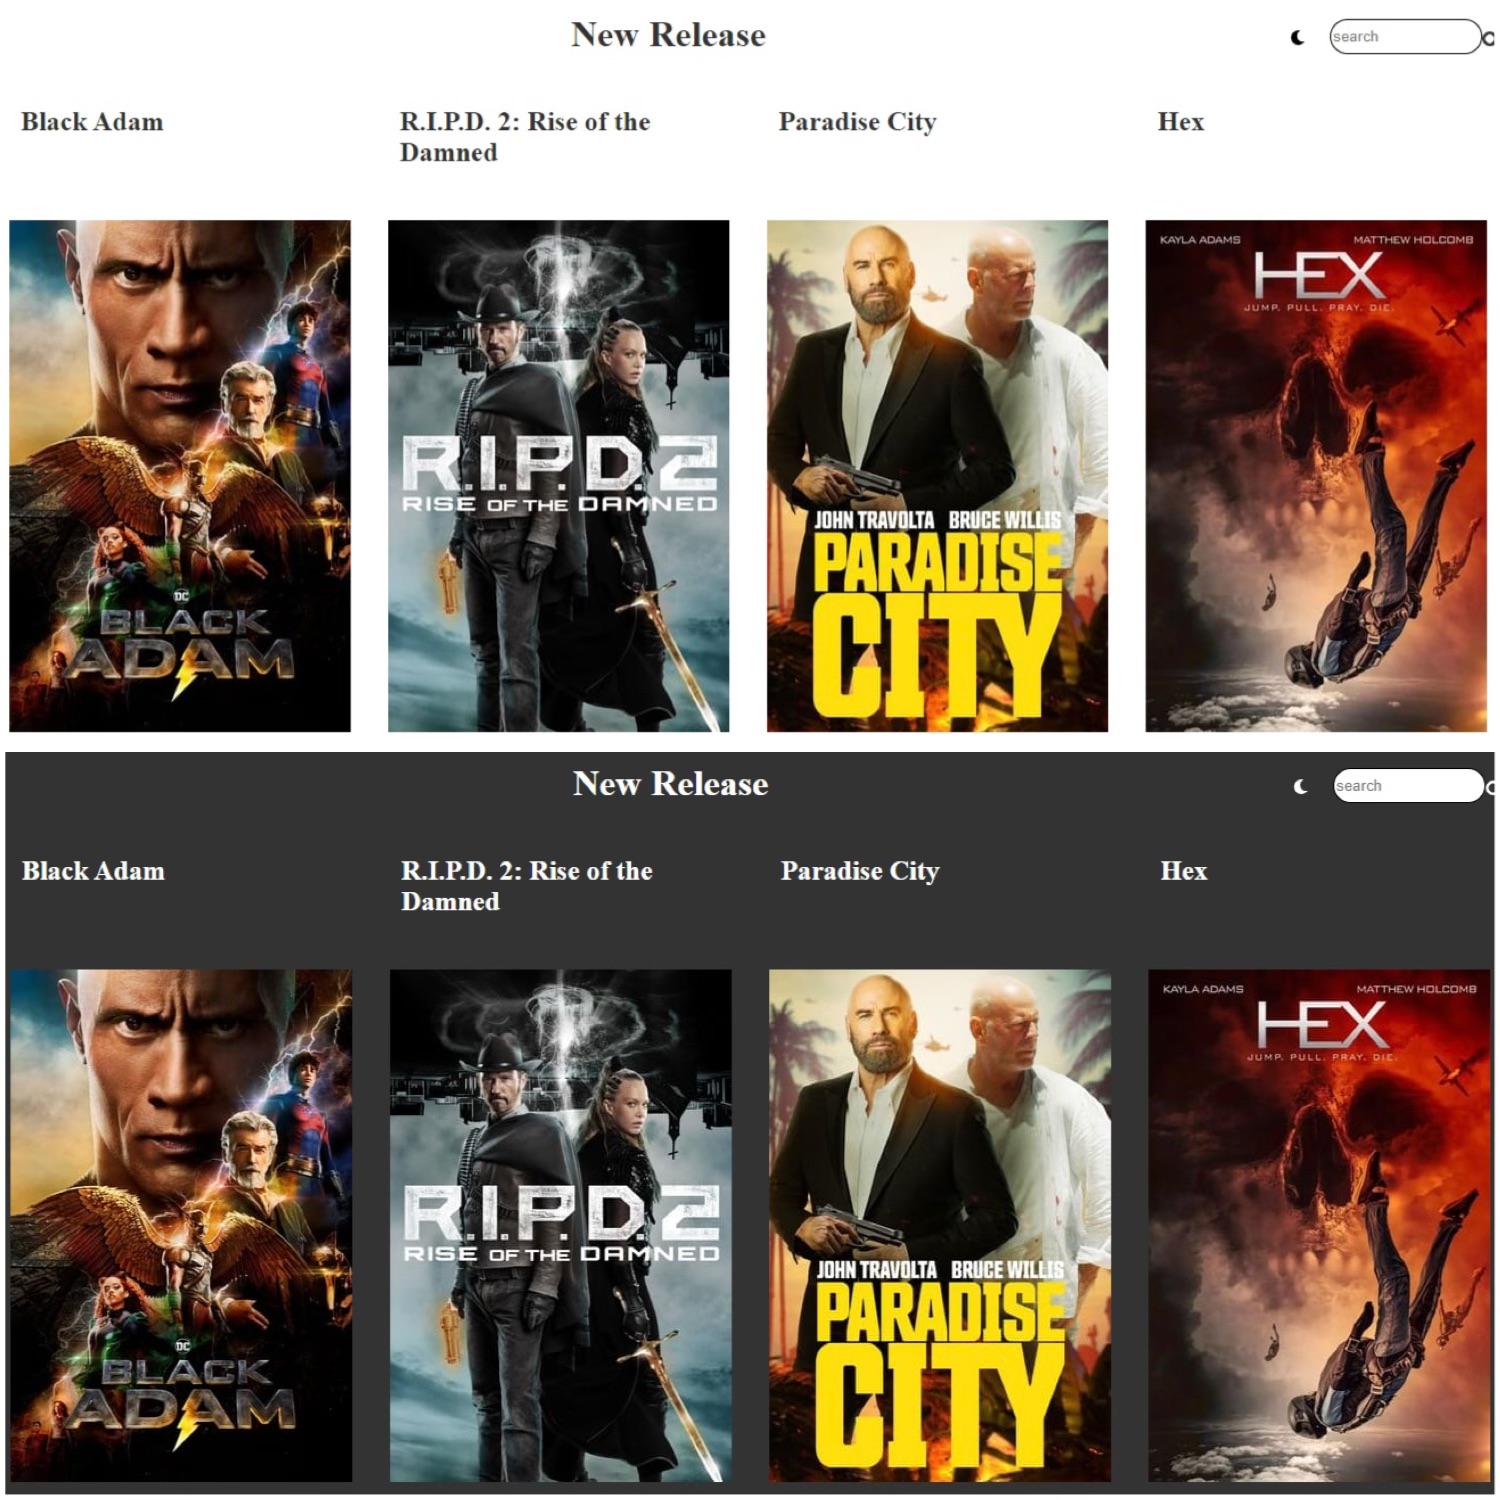 New Release
search
Black Adam
R.I.P.D. 2: Rise of the
Damned
Paradise City
Hex
DC
BLACK
ADAM
R.I.P.D.2
RISE OF THE DAMNED
JOHN TRAVOLTA BRUCE WILLIS
PARADISE
CITY
KAYLA ADAMS MATTHEW HOLCOMB
HEX
JUMP. PULL. PRAY. DIE.
New Release
search
Black Adam
R.I.P.D. 2: Rise of the
Damned
Paradise City
Hex
DC
BLACK
ADAM
R.I.P.D.2
RISE OF THE DAMNED
JOHN TRAVOLTA BRUCE WILLIS
PARADISE
CITY
KAYLA ADAMS MATTHEW HOLCOMB
HEX
JUMP. PULL. PRAY. DIE.